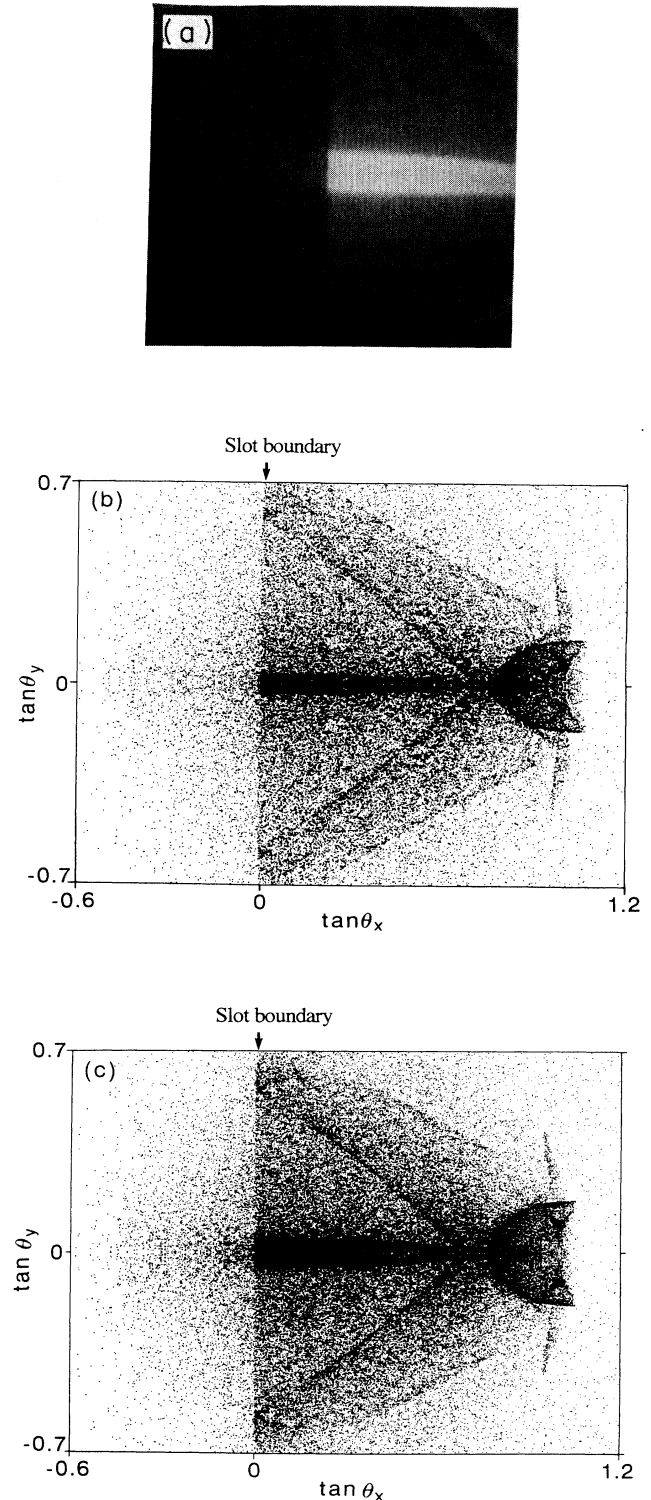 (a)
Slot boundary
0.7
(b)
tanθy
0
-0.7
-0.6
0
1.2
tanθx
Slot boundary
0.7
(c)
tan θy
0
-0.7
-0.6
0
1.2
tan θx